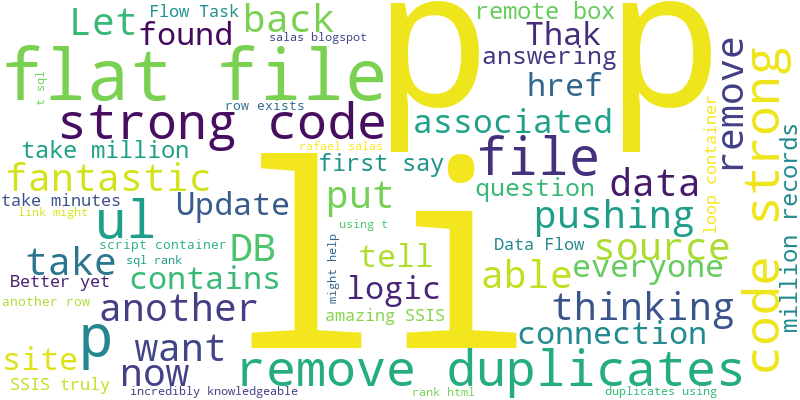 Let
Flow Task
back
found
salas blogspot
p p
remote box
Thak
answering
flat file
t sql
href
remove
row exists
strong code
associated
rafael salas
take million
first say
file
fantastic
question
data
loop container
code strong
million records
take minutes
link might
ul
Update
put
li
pushing
using t
script container
DB
sql rank
tell
Data Flow
source
take
Better yet
contains
might help
logic
able
everyone
another row
another
amazing SSIS
thinking
p
want
connection
site
now
remove duplicates
SSIS truly
incredibly knowledgeable
rank html
duplicates using